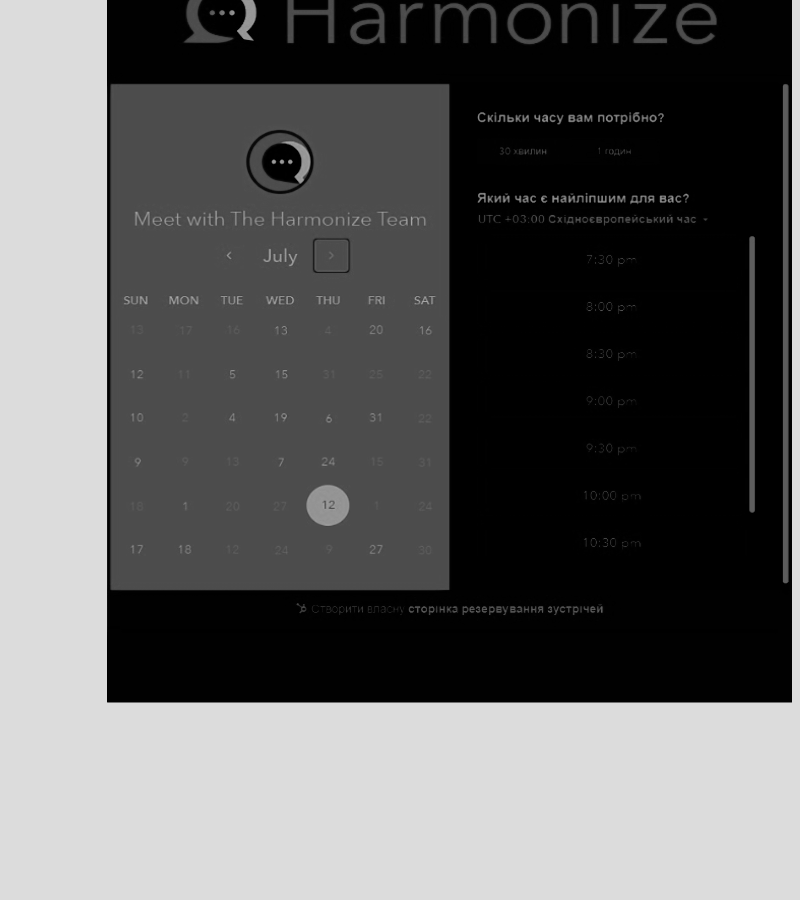 Harmonize
Meet with The Harmonize Team
July
SUN MON TUE WED THU FRI SAT
13 17 16 13 4 20 16
12 11 5 15 31 25 22
10 2 4 19 6 31 22
9 9 13 7 24 15 31
18 1 20 27 12 1 24
17 18 12 24 9 27 30
Скільки часу вам потрібно?
30 хвилин 1 годин
Який час є найліпшим для вас?
UTC +03:00 Східноєвропейський час
7:30 pm
8:00 pm
8:30 pm
9:00 pm
9:30 pm
10:00 pm
10:30 pm
Створити власну сторінка резервування зустрічей